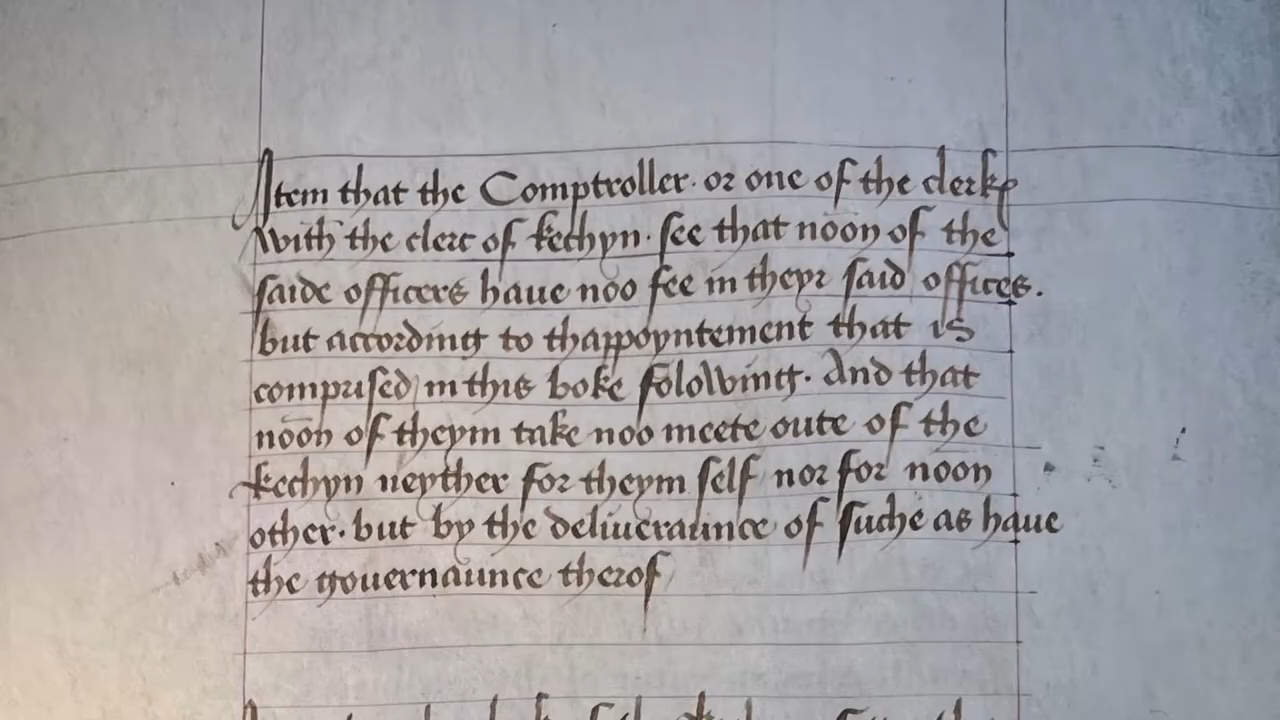 Item that the Comptroller. or one of the clerkꝭ
With the clerc of kechyn. see that noon of the
saide officers haue noo fee in theyr said offices.
but according to thappoyntement that is
comprised in this boke folowing. And that
noon of theym take noo meete oute of the
kechyn neyther for theym self nor for noon
other. but by the deliueraunce of suche as haue
the gouernaunce therof